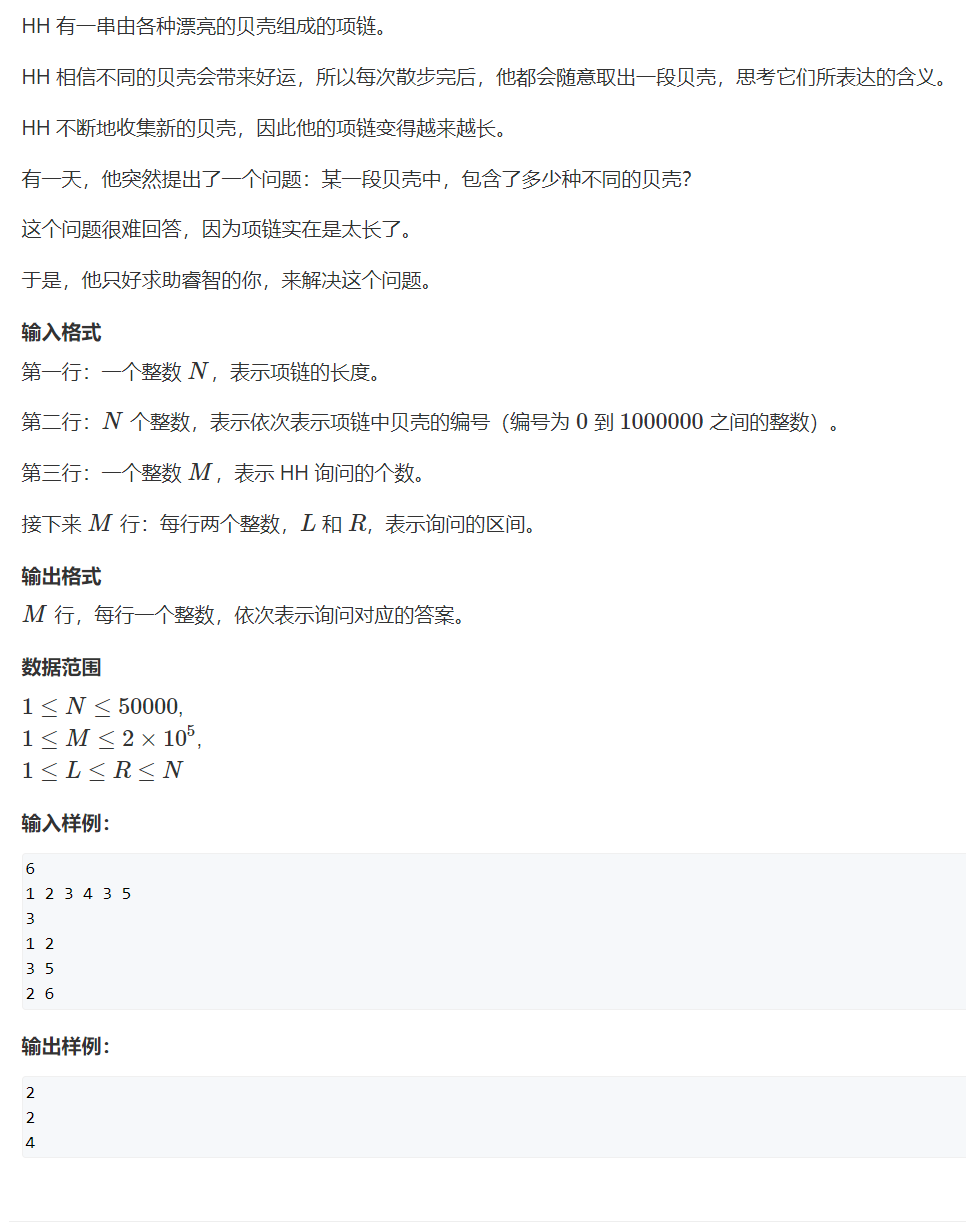 HH 有一串由各种漂亮的贝壳组成的项链。
HH 相信不同的贝壳会带来好运，所以每次散步完后，他都会随意取出一段贝壳，思考它们所表达的含义。
HH 不断地收集新的贝壳，因此他的项链变得越来越长。
有一天，他突然提出了一个问题：某一段贝壳中，包含了多少种不同的贝壳？
这个问题很难回答，因为项链实在是太长了。
于是，他只好求助睿智的你，来解决这个问题。
输入格式
第一行：一个整数 N，表示项链的长度。
第二行：N 个整数，表示依次表示项链中贝壳的编号（编号为 0 到 1000000 之间的整数）。
第三行：一个整数 M，表示 HH 询问的个数。
接下来 M 行：每行两个整数，L 和 R，表示询问的区间。
输出格式
M 行，每行一个整数，依次表示询问对应的答案。
数据范围
1 ≤ N ≤ 50000,
1 ≤ M ≤ 2 × 10⁵,
1 ≤ L ≤ R ≤ N
输入样例：
6
1 2 3 4 3 5
3
1 2
3 5
2 6
输出样例：
2
2
4